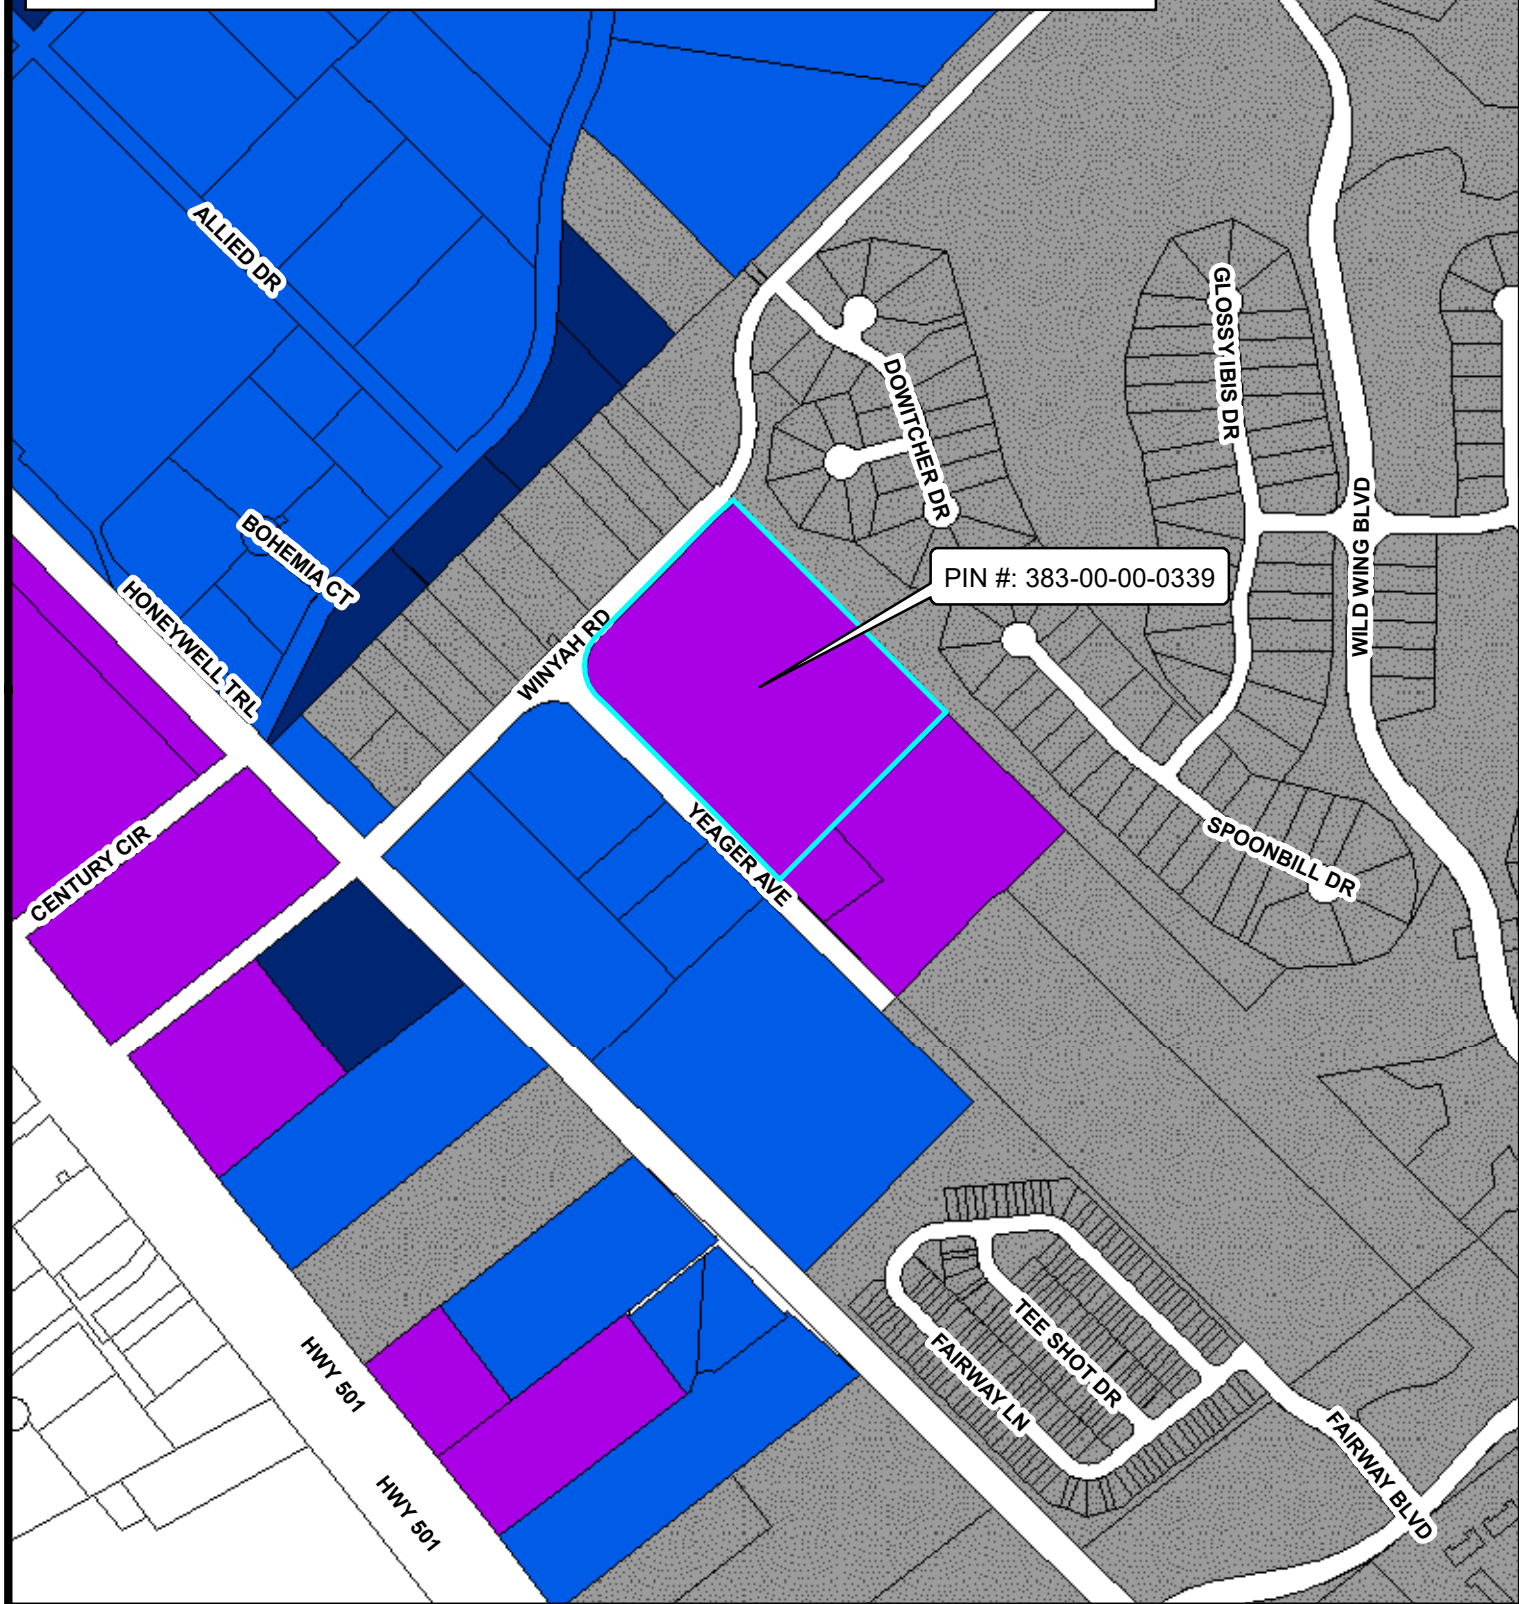 ALLIED DR
GLOSSY IBIS DR
DOWITCHER DR
BOHEMIA CT
WILD WING BLVD
PIN #: 383-00-00-0339
HONEYWELL TRL
WINYAH RD
YEAGER AVE
CENTURY CIR
SPOONBILL DR
TEE SHOT DR
FAIRWAY LN
HWY 501
FAIRWAY BLVD
HWY 501